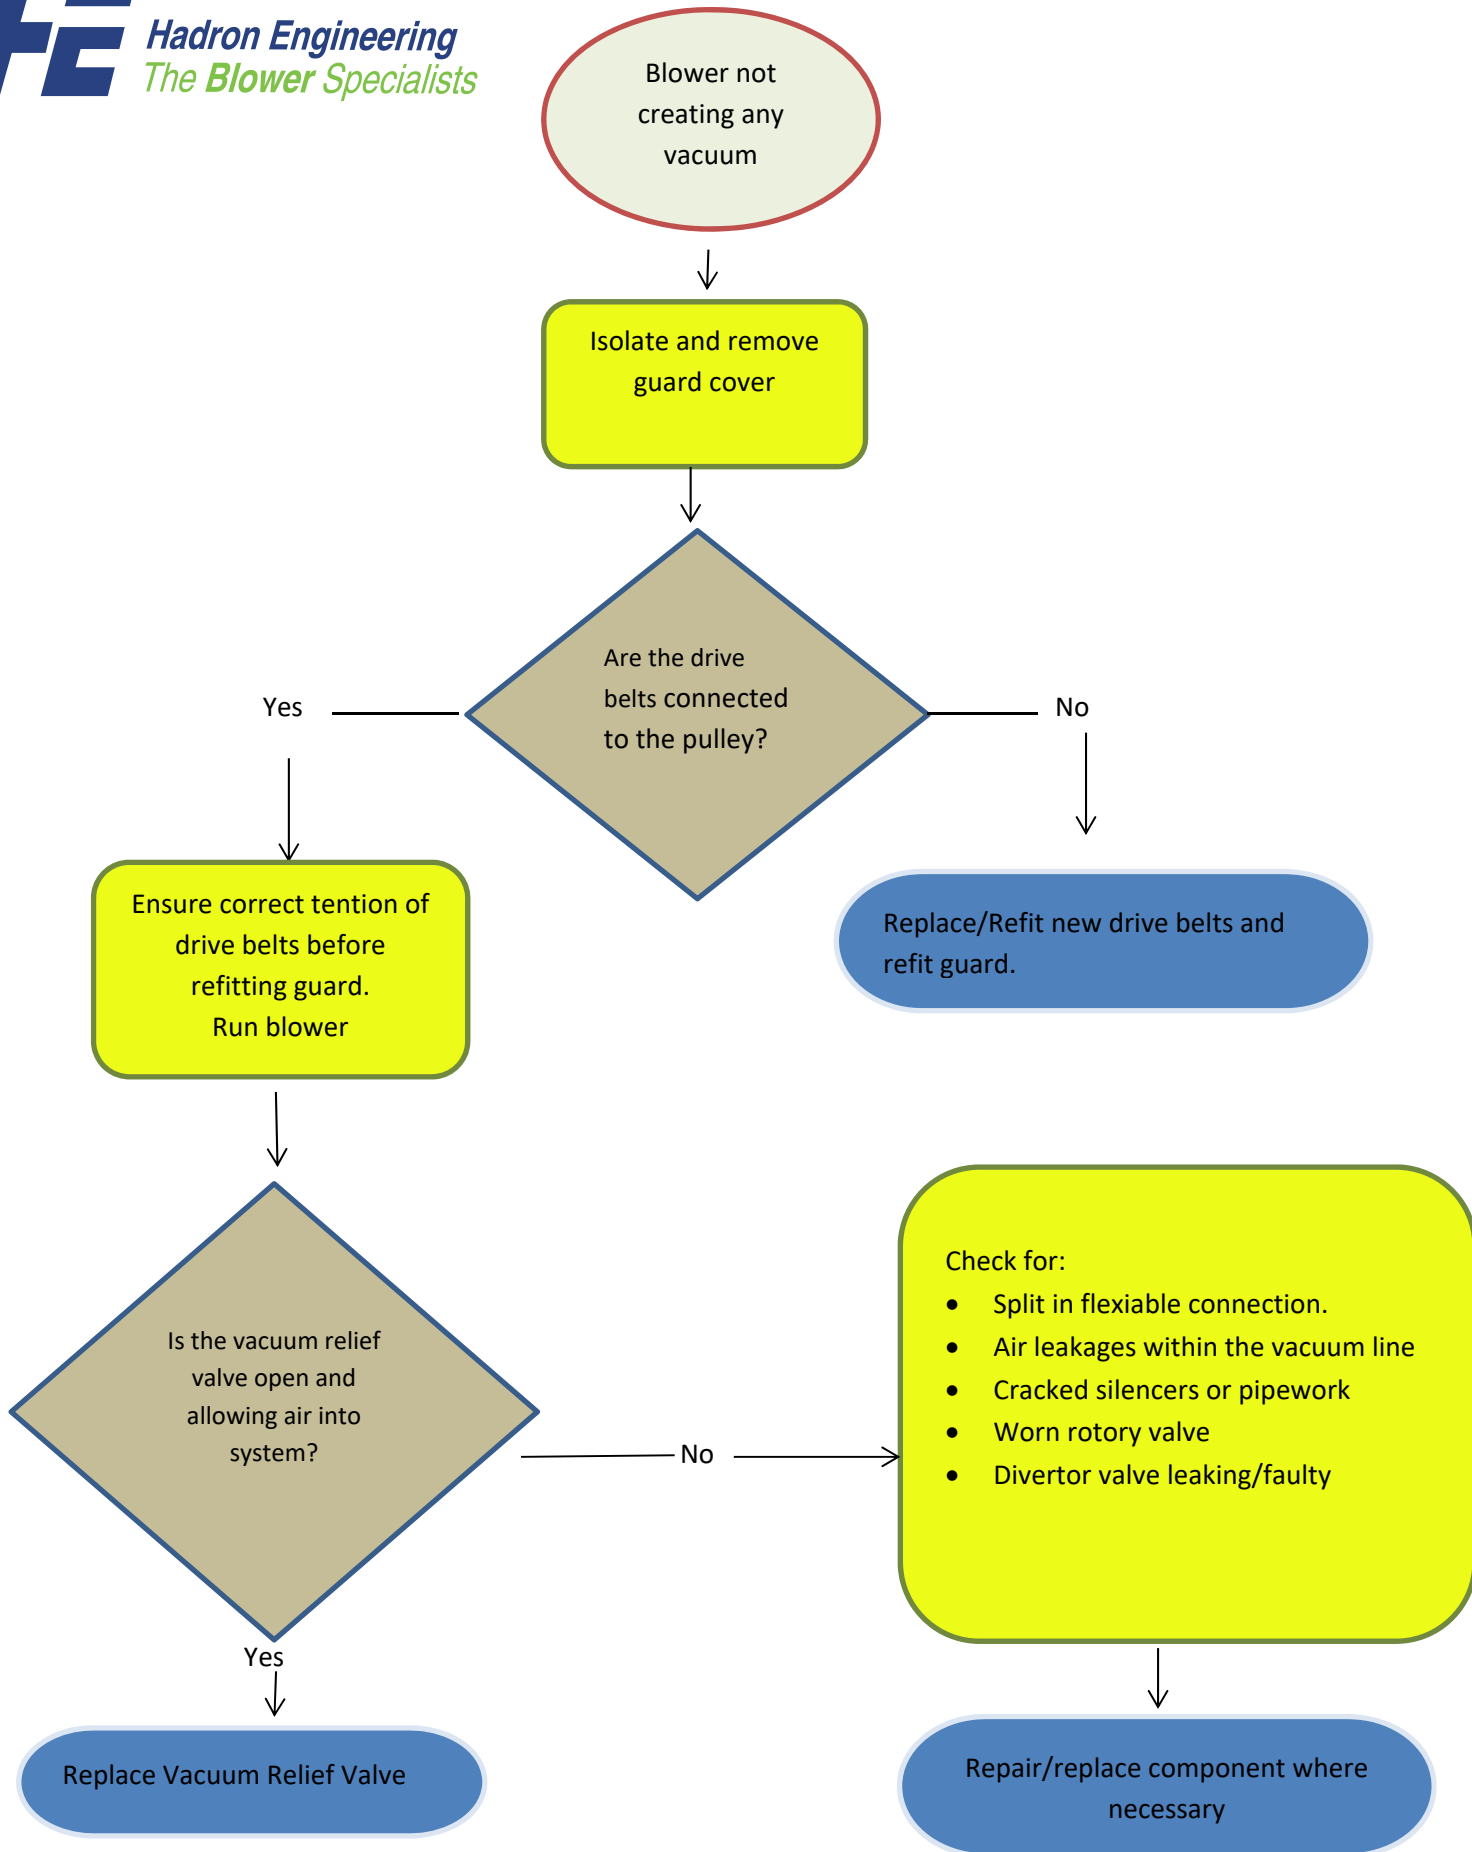 Hadron Engineering
The Blower Specialists
Blower not
creating any
vacuum
Isolate and remove
guard cover
Are the drive
belts connected
to the pulley?
Yes
No
Ensure correct tention of
drive belts before
refitting guard.
Run blower
Replace/Refit new drive belts and
refit guard.
Is the vacuum relief
valve open and
allowing air into
system?
No
Check for:
• Split in flexiable connection.
• Air leakages within the vacuum line
• Cracked silencers or pipework
• Worn rotory valve
• Divertor valve leaking/faulty
Yes
Replace Vacuum Relief Valve
Repair/replace component where
necessary